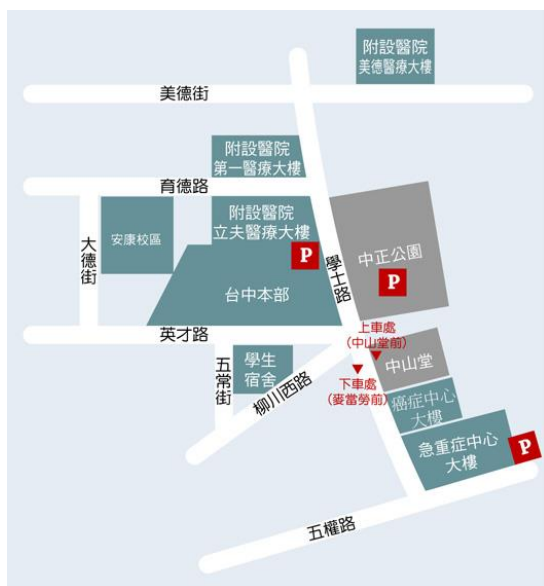 附設醫院
美德醫療大樓
美德街
附設醫院
第一醫療大樓
育德路
附設醫院
立夫醫療大樓
安康校區
大德街
P
中正公園
P
台中本部
學士路
英才路
上車處
(中山堂前)
中山堂
學生
宿舍
五常街
柳川西路
下車處
(麥當勞前)
癌症中心
大樓
急重症中心
大樓
P
五權路